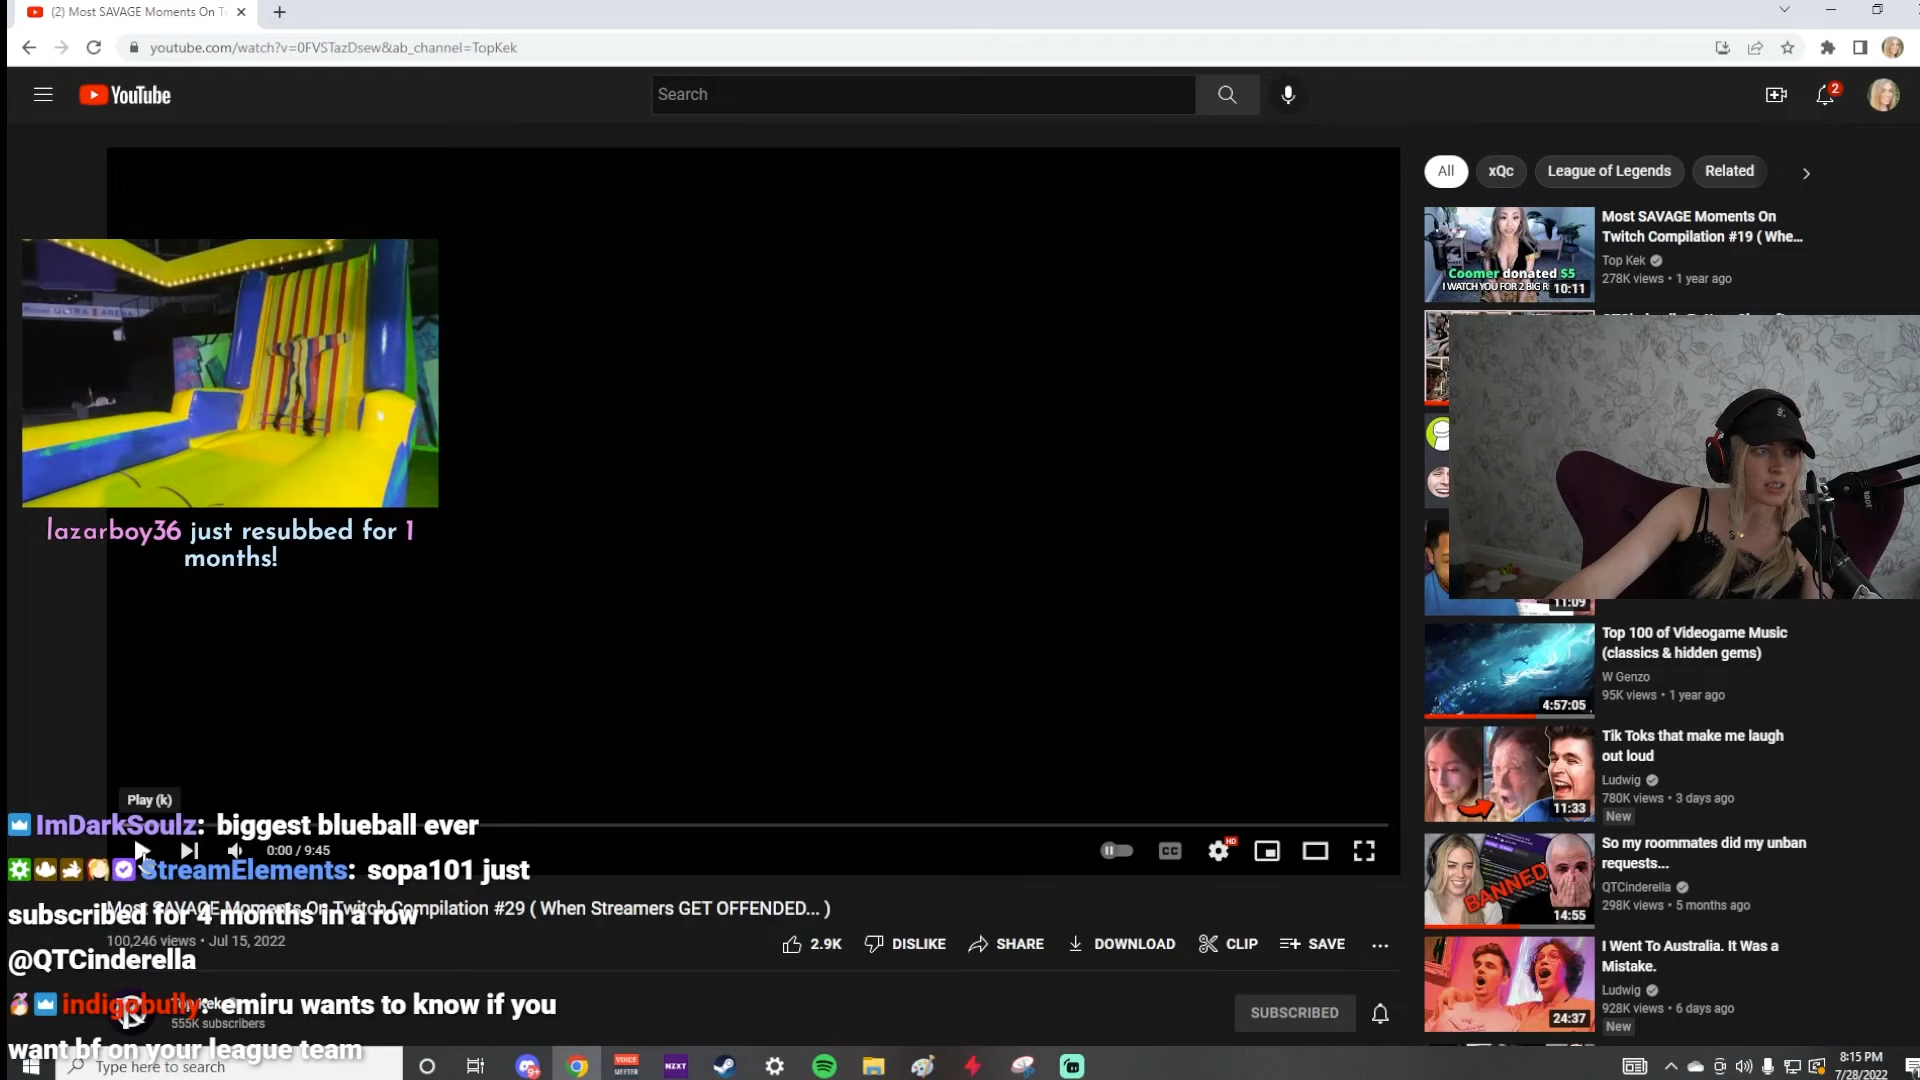 (2) Most SAVAGE Moments On T
youtube.com/watch?v=0FVSTazDsew&ab_channel=TopKek
YouTube
Search
2
All
xQc
League of Legends
Related
ULTRA ARENA
lazarboy36 just resubbed for 1
months!
Coomer donated $5
I WATCH YOU FOR 2 BIG R
10:11
Most SAVAGE Moments On
Twitch Compilation #19 ( Whe...
Top Kek
278K views • 1 year ago
11:09
4:57:05
Top 100 of Videogame Music
(classics & hidden gems)
W Genzo
95K views • 1 year ago
11:33
Tik Toks that make me laugh
out loud
Ludwig
780K views • 3 days ago
New
BANNED
14:55
So my roommates did my unban
requests...
QTCinderella
298K views • 5 months ago
24:37
I Went To Australia. It Was a
Mistake.
Ludwig
928K views • 6 days ago
New
Play (k)
ImDarkSoulz: biggest blueball ever
0:00 / 9:45
CC
HD
StreamElements: sopa101 just
subscribed for 4 months in a row
@QTCinderella
Most SAVAGE Moments On Twitch Compilation #29 ( When Streamers GET OFFENDED... )
100,246 views • Jul 15, 2022
2.9K
DISLIKE
SHARE
DOWNLOAD
CLIP
SAVE
indigobully: emiru wants to know if you
want bf on your league team
555K subscribers
SUBSCRIBED
Type here to search
9+
VOICE
MEETER
NZXT
8:15 PM
7/28/2022